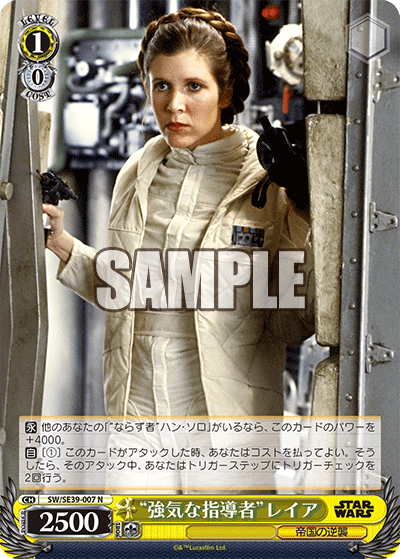 LEVEL
1
0
COST
SAMPLE
永 他のあなたの「“ならず者”ハン・ソロ」がいるなら、このカードのパワーを
＋4000。
自 [①] このカードがアタックした時、あなたはコストを払ってよい。そ
うしたら、そのアタック中、あなたはトリガーステップにトリガーチェックを
2回行う。
CH SW/SE39-007 N
2500
“強気な指導者”レイア
STAR WARS
帝国の逆襲
©&™Lucasfilm Ltd.